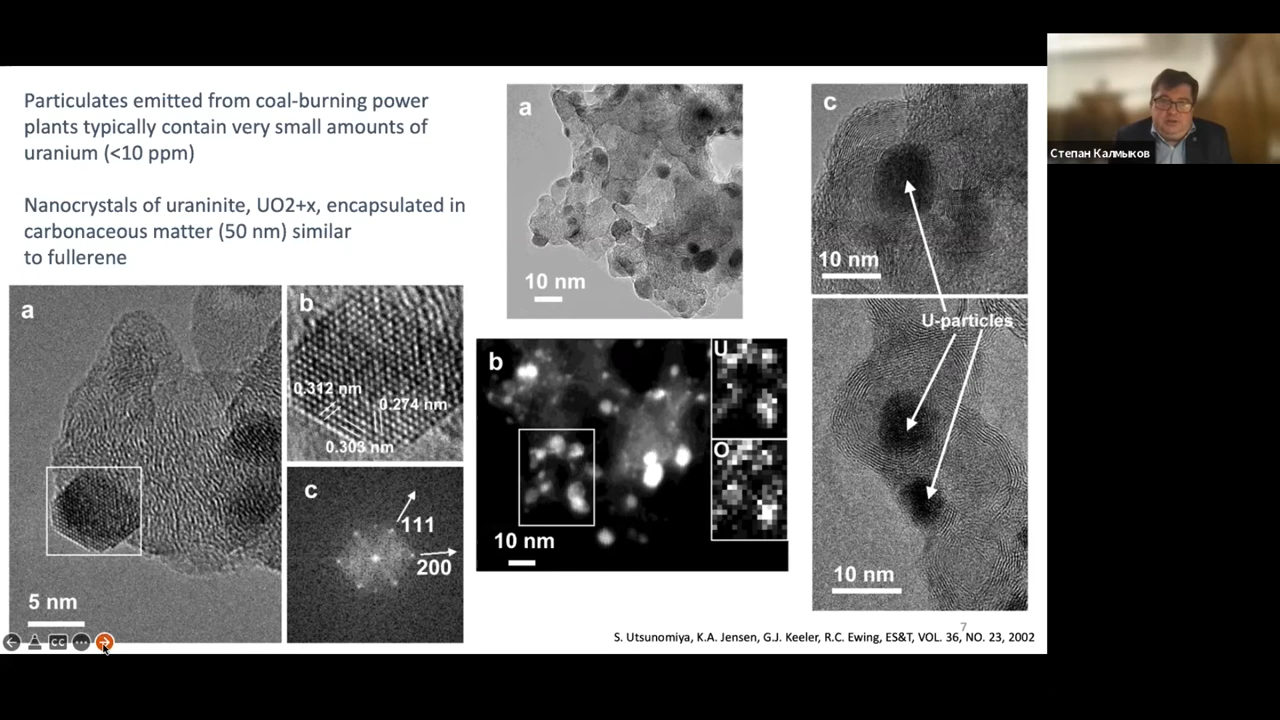 Particulates emitted from coal-burning power
plants typically contain very small amounts of
uranium (<10 ppm)
Nanocrystals of uraninite, UO2+x, encapsulated in
carbonaceous matter (50 nm) similar
to fullerene
a
5 nm
b
0.312 nm
0.274 nm
0.303 nm
c
111
200
a
10 nm
b
U
O
10 nm
c
10 nm
U-particles
10 nm
7
S. Utsunomiya, K.A. Jensen, G.J. Keeler, R.C. Ewing, ES&T, VOL. 36, NO. 23, 2002
CC
Степан Калмыков